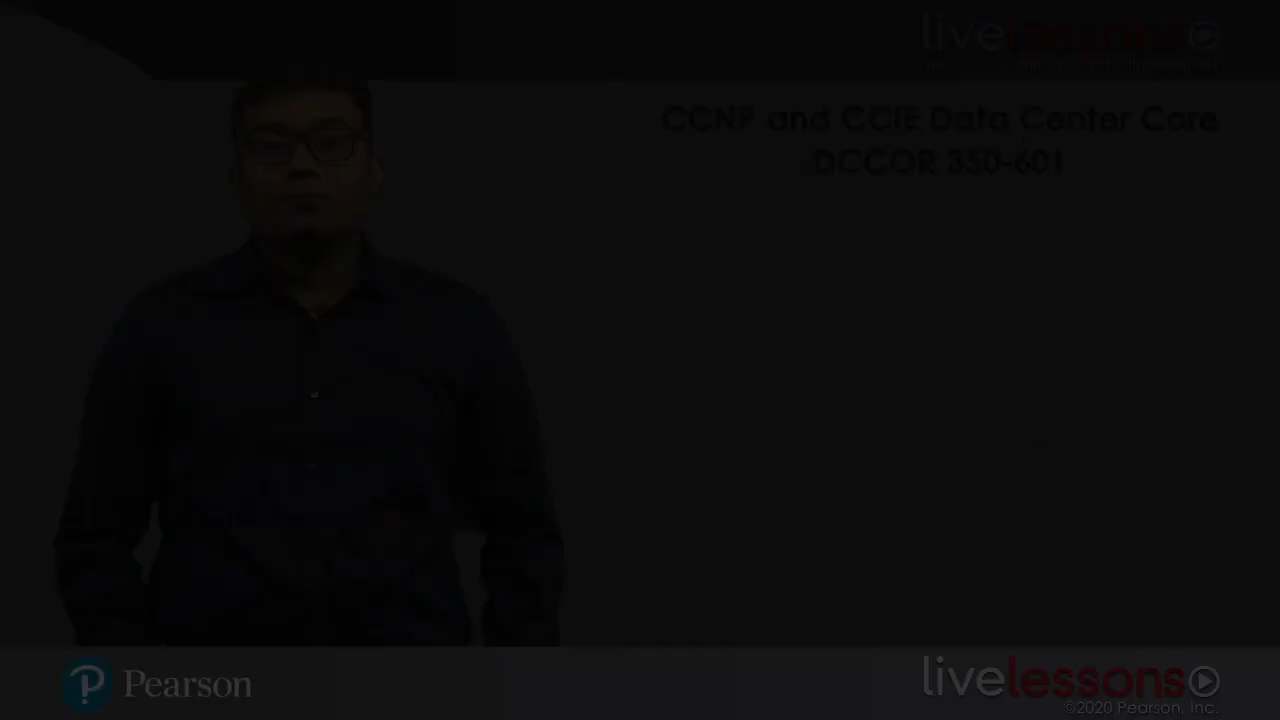 livelessons
CCNP and CCIE Data Center Core
DCCOR 350-601
Pearson
livelessons
©2020 Pearson, Inc.